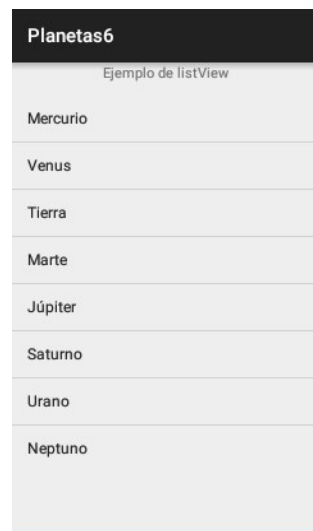 Planetas6
Ejemplo de listView
Mercurio
Venus
Tierra
Marte
Júpiter
Saturno
Urano
Neptuno